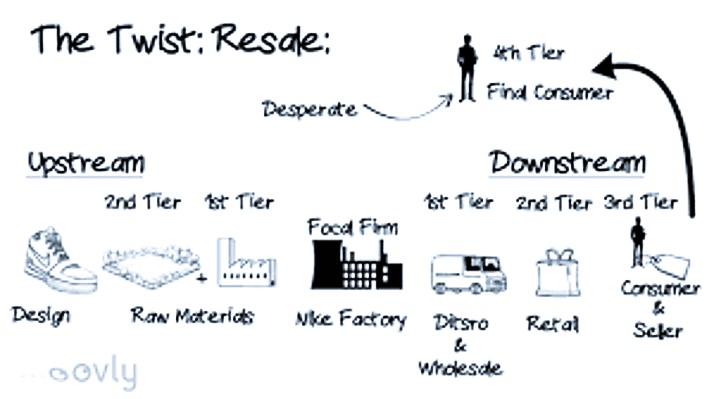 The Twist: Resale:
4th Tier
Final Consumer
Desperate
Upstream
Downstream
2nd Tier
1st Tier
1st Tier
2nd Tier
3rd Tier
Focal Firm
+
Design
Raw Materials
Nike Factory
Ditsro
&
Wholesale
Retail
Consumer
&
Seller
ovly